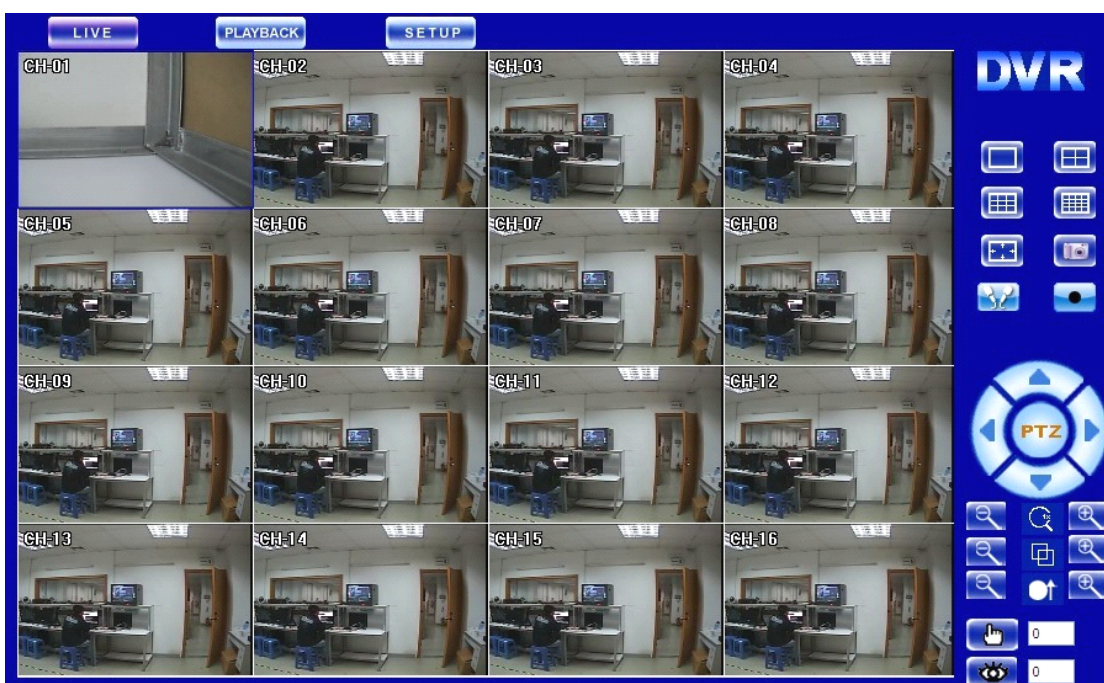 LIVE PLAYBACK SETUP
DVR
CH-01 CH-02 CH-03 CH-04
CH-05 CH-06 CH-07 CH-08
CH-09 CH-10 CH-11 CH-12
PTZ
1x
CH-13 CH-14 CH-15 CH-16
0
0